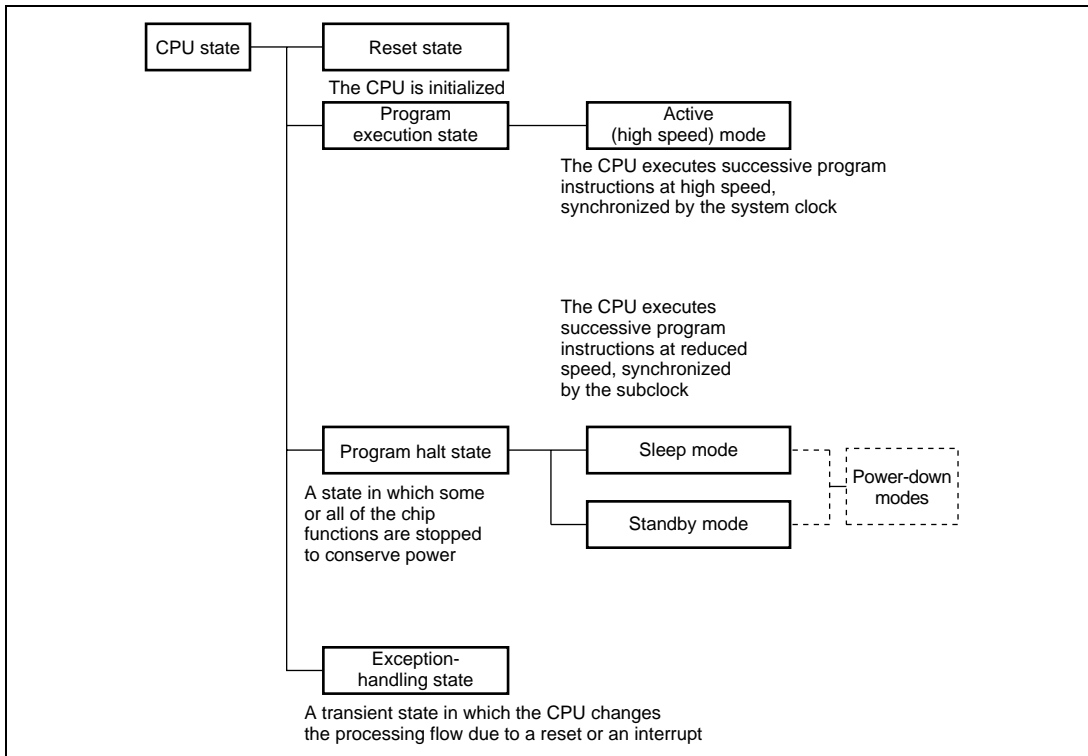 CPU state
Reset state
The CPU is initialized
Program
execution state
Active
(high speed) mode
The CPU executes successive program
instructions at high speed,
synchronized by the system clock
The CPU executes
successive program
instructions at reduced
speed, synchronized
by the subclock
Program halt state
Sleep mode
Power-down
modes
A state in which some
or all of the chip
functions are stopped
to conserve power
Standby mode
Exception-
handling state
A transient state in which the CPU changes
the processing flow due to a reset or an interrupt